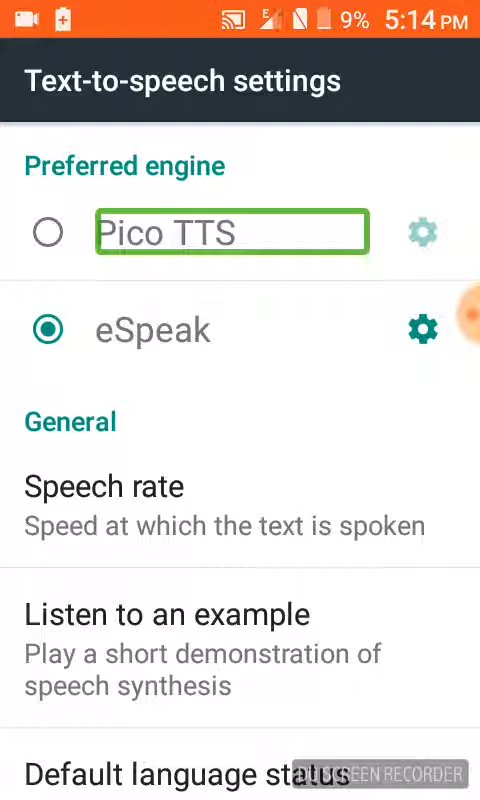 E 9% 5:14 PM
Text-to-speech settings
Preferred engine
Pico TTS
eSpeak
General
Speech rate
Speed at which the text is spoken
Listen to an example
Play a short demonstration of
speech synthesis
Default language status
DU SCREEN RECORDER